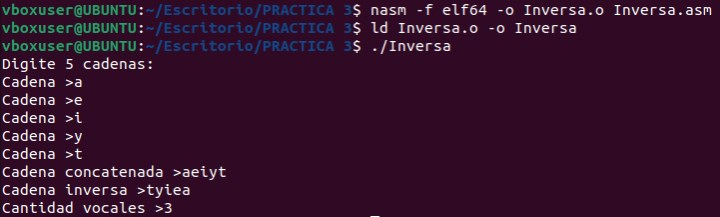 vboxuser@UBUNTU:~/Escritorio/PRACTICA 3$ nasm -f elf64 -o Inversa.o Inversa.asm
vboxuser@UBUNTU:~/Escritorio/PRACTICA 3$ ld Inversa.o -o Inversa
vboxuser@UBUNTU:~/Escritorio/PRACTICA 3$ ./Inversa
Digite 5 cadenas:
Cadena >a
Cadena >e
Cadena >i
Cadena >y
Cadena >t
Cadena concatenada >aeiyt
Cadena inversa >tyiea
Cantidad vocales >3